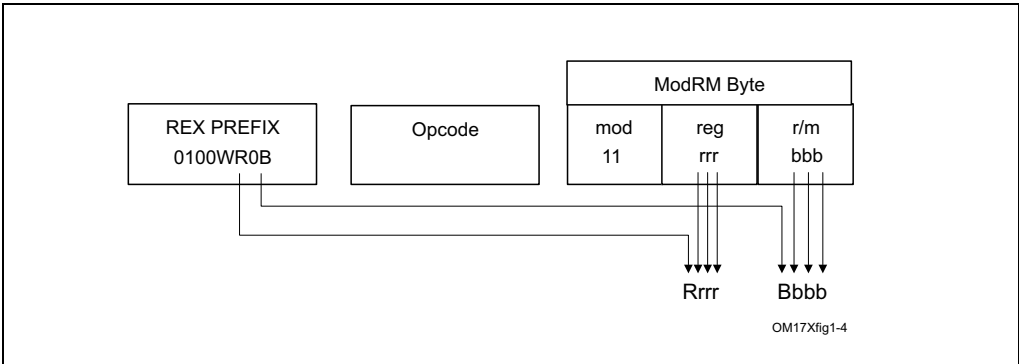 ModRM Byte
REX PREFIX
0100WR0B
Opcode
mod
11
reg
rrr
r/m
bbb
Rrrr
Bbbb
OM17Xfig1-4